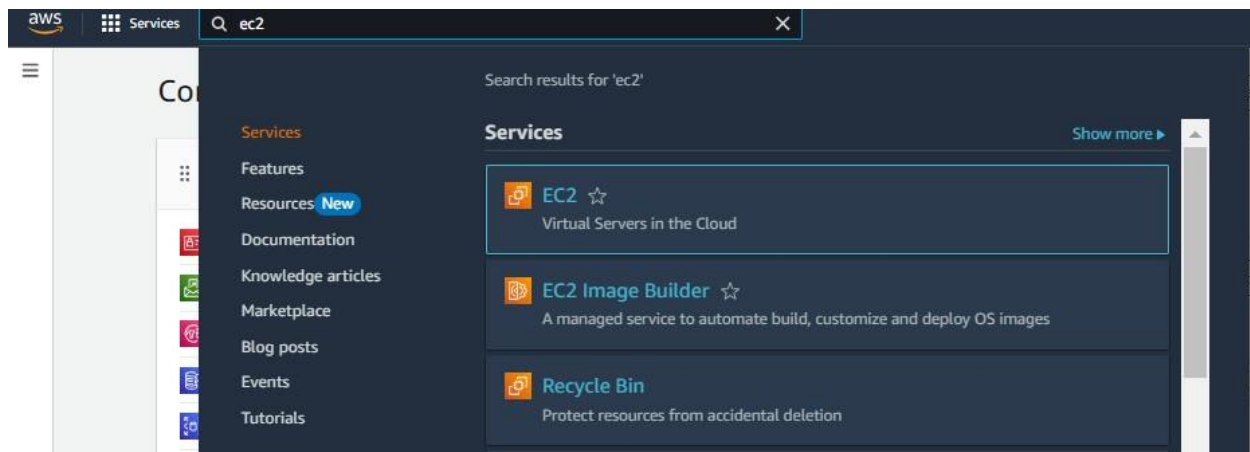 aws
Services
ec2
Search results for 'ec2'
Services
Features
Resources New
Documentation
Knowledge articles
Marketplace
Blog posts
Events
Tutorials
Services
Show more
EC2
Virtual Servers in the Cloud
EC2 Image Builder
A managed service to automate build, customize and deploy OS images
Recycle Bin
Protect resources from accidental deletion